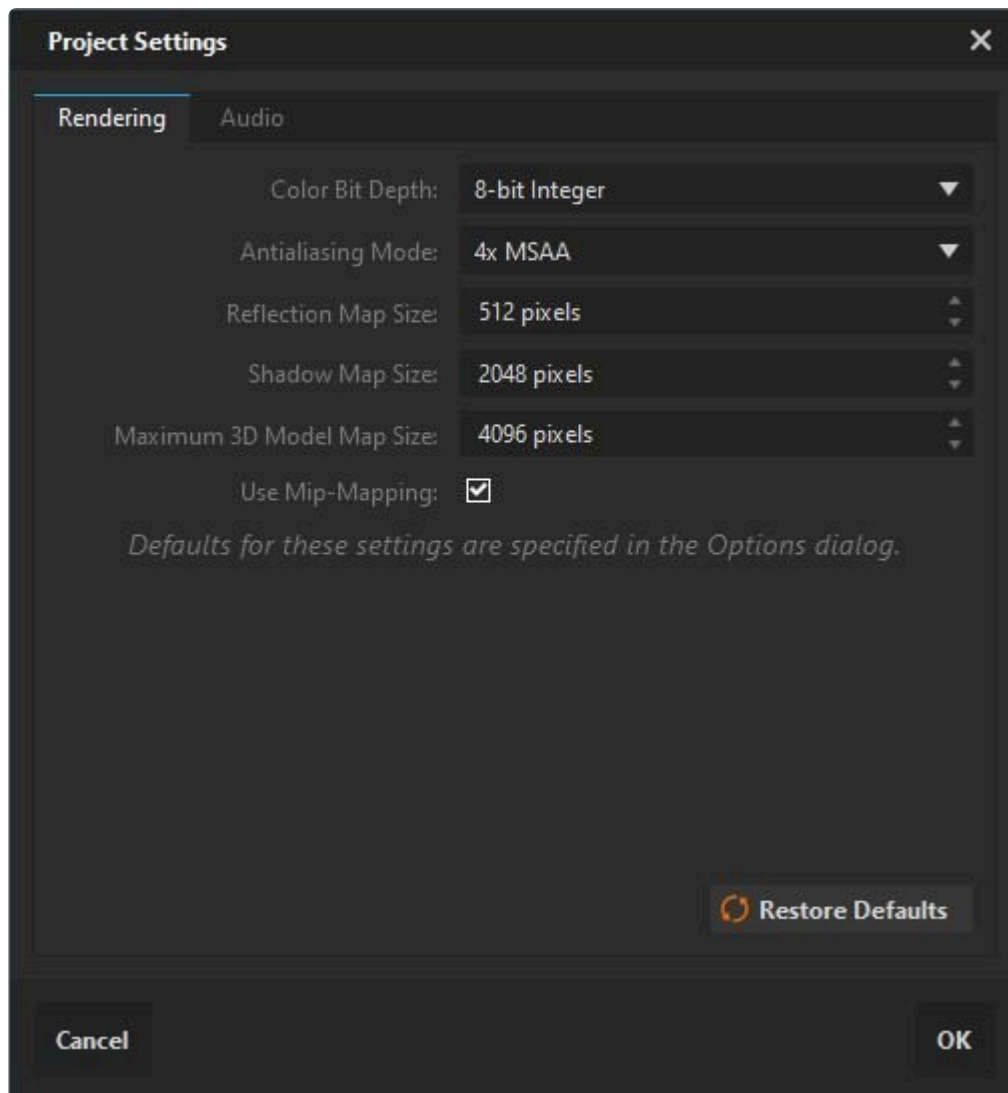 Project Settings
Rendering Audio
Color Bit Depth: 8-bit Integer
Antialiasing Mode: 4x MSAA
Reflection Map Size: 512 pixels
Shadow Map Size: 2048 pixels
Maximum 3D Model Map Size: 4096 pixels
Use Mip-Mapping:
Defaults for these settings are specified in the Options dialog.
Restore Defaults
Cancel OK